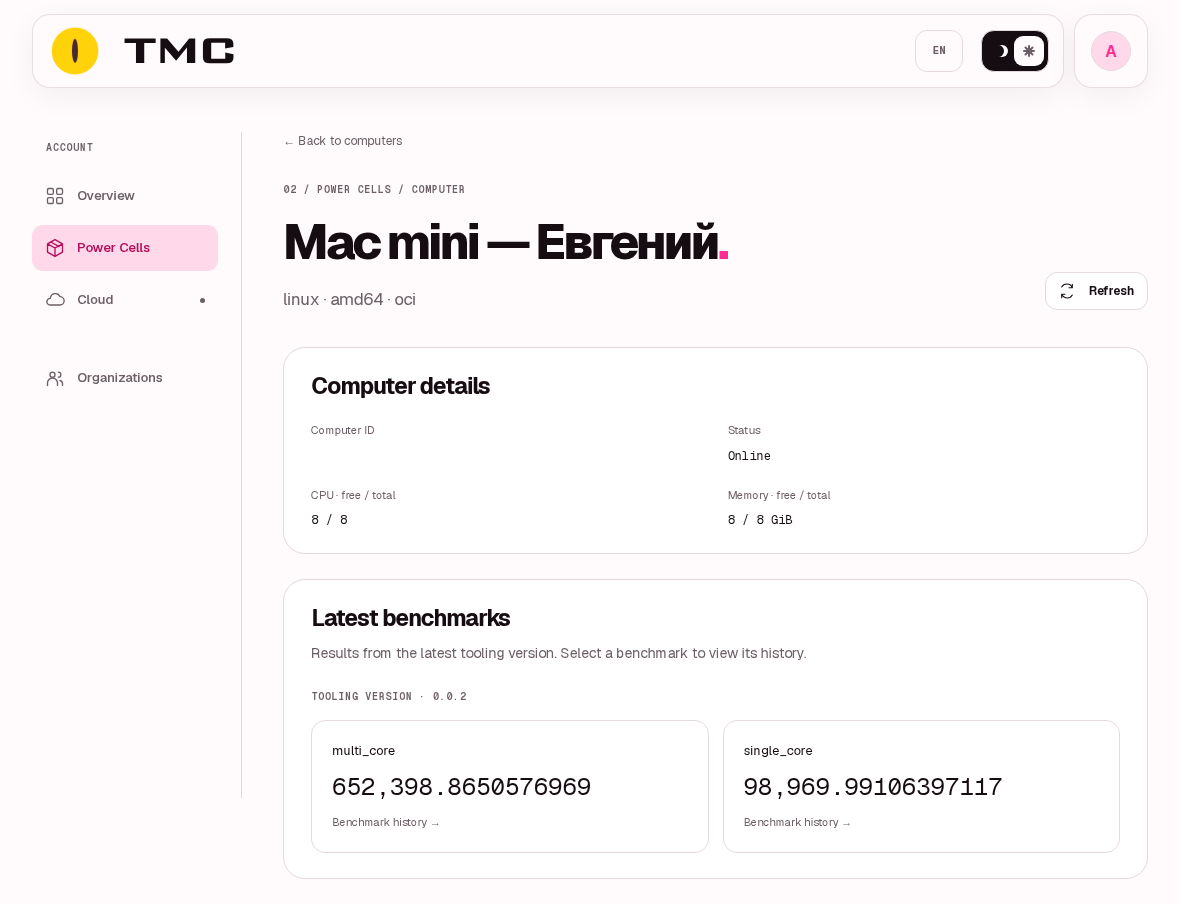 TMC
EN
A
ACCOUNT
Overview
Power Cells
Cloud
Organizations
← Back to computers
02 / POWER CELLS / COMPUTER
Mac mini — Евгений.
linux · amd64 · oci
Refresh
Computer details
Computer ID
Status
Online
CPU · free / total
Memory · free / total
8 / 8
8 / 8 GiB
Latest benchmarks
Results from the latest tooling version. Select a benchmark to view its history.
TOOLING VERSION · 0.0.2
multi_core
652,398.8650576969
Benchmark history →
single_core
98,969.99106397117
Benchmark history →